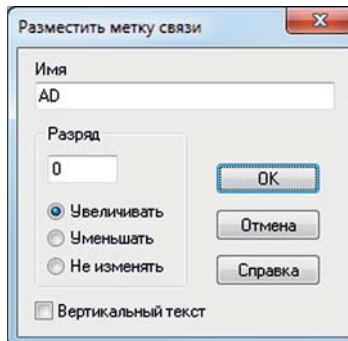 Разместить метку связи
Имя
AD
Разряд
0
Увеличивать
Уменьшать
Не изменять
OK
Отмена
Справка
Вертикальный текст